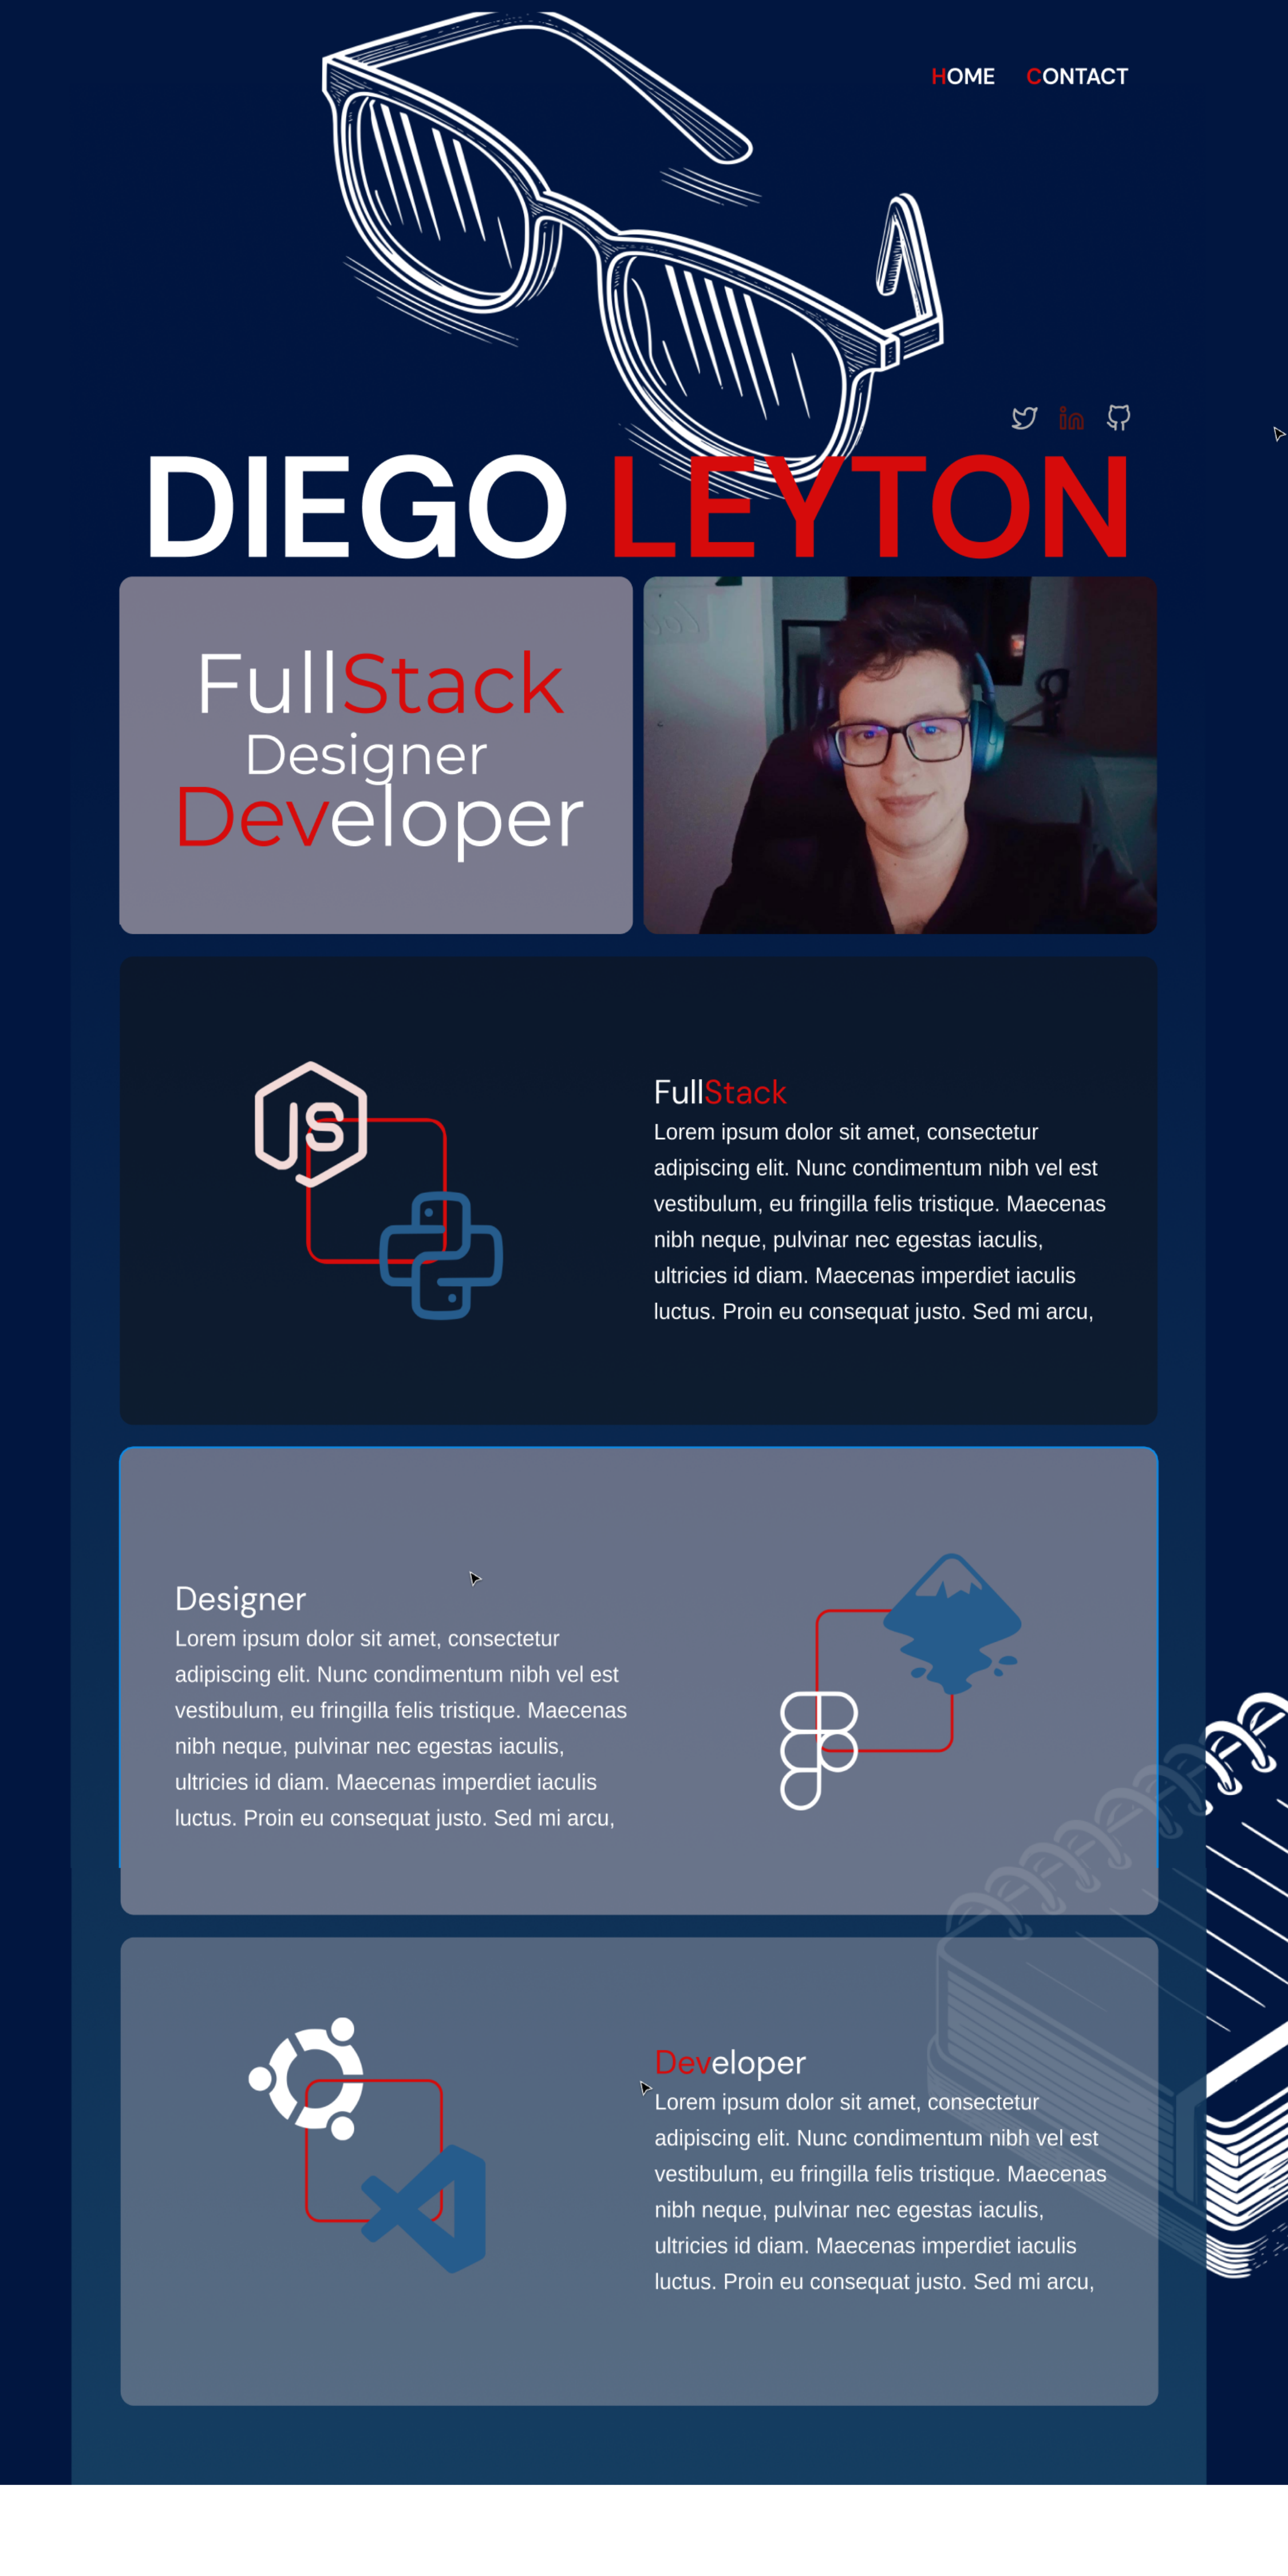 HOME CONTACT
DIEGO LEYTON
FullStack
Designer
Developer
JS
FullStack
Lorem ipsum dolor sit amet, consectetur
adipiscing elit. Nunc condimentum nibh vel est
vestibulum, eu fringilla felis tristique. Maecenas
nibh neque, pulvinar nec egestas iaculis,
ultricies id diam. Maecenas imperdiet iaculis
luctus. Proin eu consequat justo. Sed mi arcu,
Designer
Lorem ipsum dolor sit amet, consectetur
adipiscing elit. Nunc condimentum nibh vel est
vestibulum, eu fringilla felis tristique. Maecenas
nibh neque, pulvinar nec egestas iaculis,
ultricies id diam. Maecenas imperdiet iaculis
luctus. Proin eu consequat justo. Sed mi arcu,
Developer
Lorem ipsum dolor sit amet, consectetur
adipiscing elit. Nunc condimentum nibh vel est
vestibulum, eu fringilla felis tristique. Maecenas
nibh neque, pulvinar nec egestas iaculis,
ultricies id diam. Maecenas imperdiet iaculis
luctus. Proin eu consequat justo. Sed mi arcu,